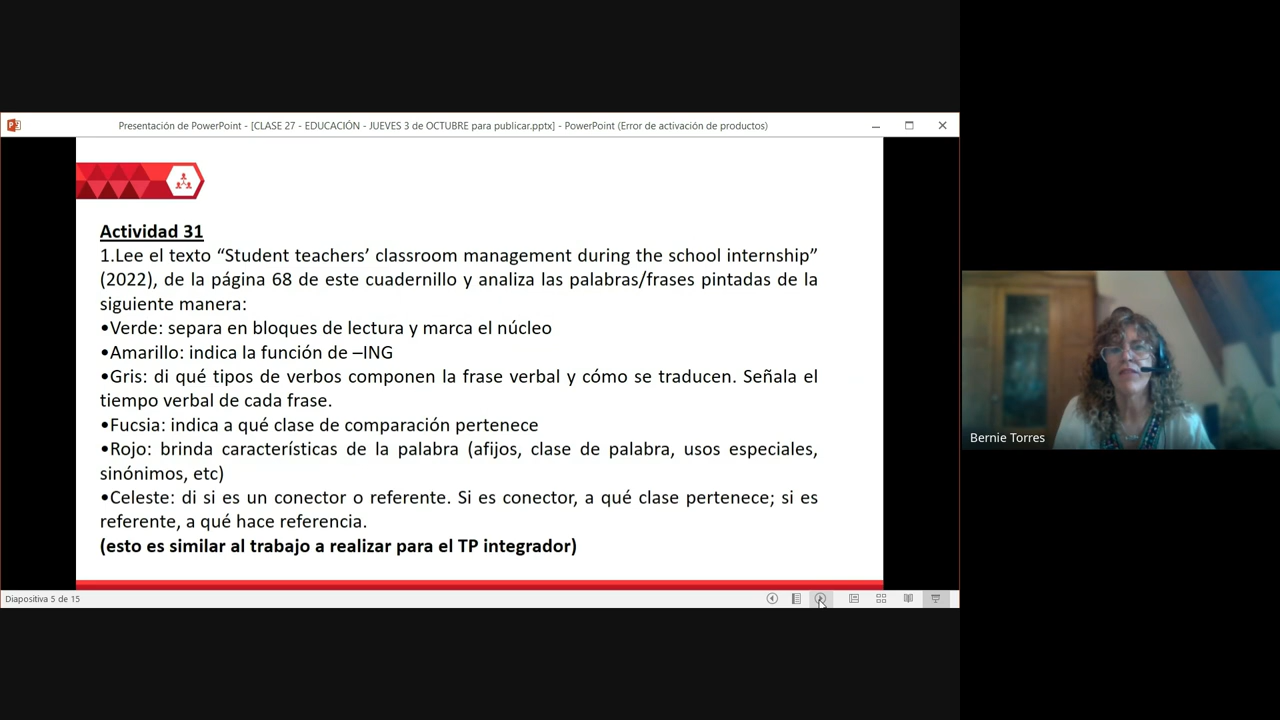 Presentación de PowerPoint - [CLASE 27 - EDUCACIÓN - JUEVES 3 de OCTUBRE para publicar.pptx] - PowerPoint (Error de activación de productos)
Actividad 31
1.Lee el texto “Student teachers’ classroom management during the school internship”
(2022), de la página 68 de este cuadernillo y analiza las palabras/frases pintadas de la
siguiente manera:
•Verde: separa en bloques de lectura y marca el núcleo
•Amarillo: indica la función de –ING
•Gris: di qué tipos de verbos componen la frase verbal y cómo se traducen. Señala el
tiempo verbal de cada frase.
•Fucsia: indica a qué clase de comparación pertenece
•Rojo: brinda características de la palabra (afijos, clase de palabra, usos especiales,
sinónimos, etc)
•Celeste: di si es un conector o referente. Si es conector, a qué clase pertenece; si es
referente, a qué hace referencia.
(esto es similar al trabajo a realizar para el TP integrador)
Bernie Torres
Diapositiva 5 de 15